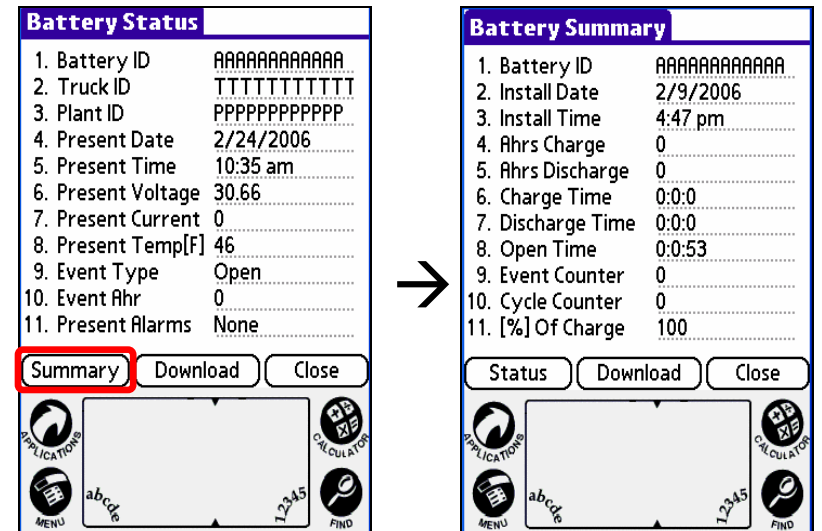 Battery Status
1. Battery ID AAAAAAAAAAAA
2. Truck ID TTTTTTTTTTTT
3. Plant ID PPPPPPPPPPPP
4. Present Date 2/24/2006
5. Present Time 10:35 am
6. Present Voltage 30.66
7. Present Current 0
8. Present Temp[F] 46
9. Event Type Open
10. Event Ahr 0
11. Present Alarms None
Summary Download Close
APPLICATIONS CALCULATOR
MENU abcde 12345 FIND
→
Battery Summary
1. Battery ID AAAAAAAAAAAA
2. Install Date 2/9/2006
3. Install Time 4:47 pm
4. Ahrs Charge 0
5. Ahrs Discharge 0
6. Charge Time 0:0:0
7. Discharge Time 0:0:0
8. Open Time 0:0:53
9. Event Counter 0
10. Cycle Counter 0
11. [%] Of Charge 100
Status Download Close
APPLICATIONS CALCULATOR
MENU abcde 12345 FIND